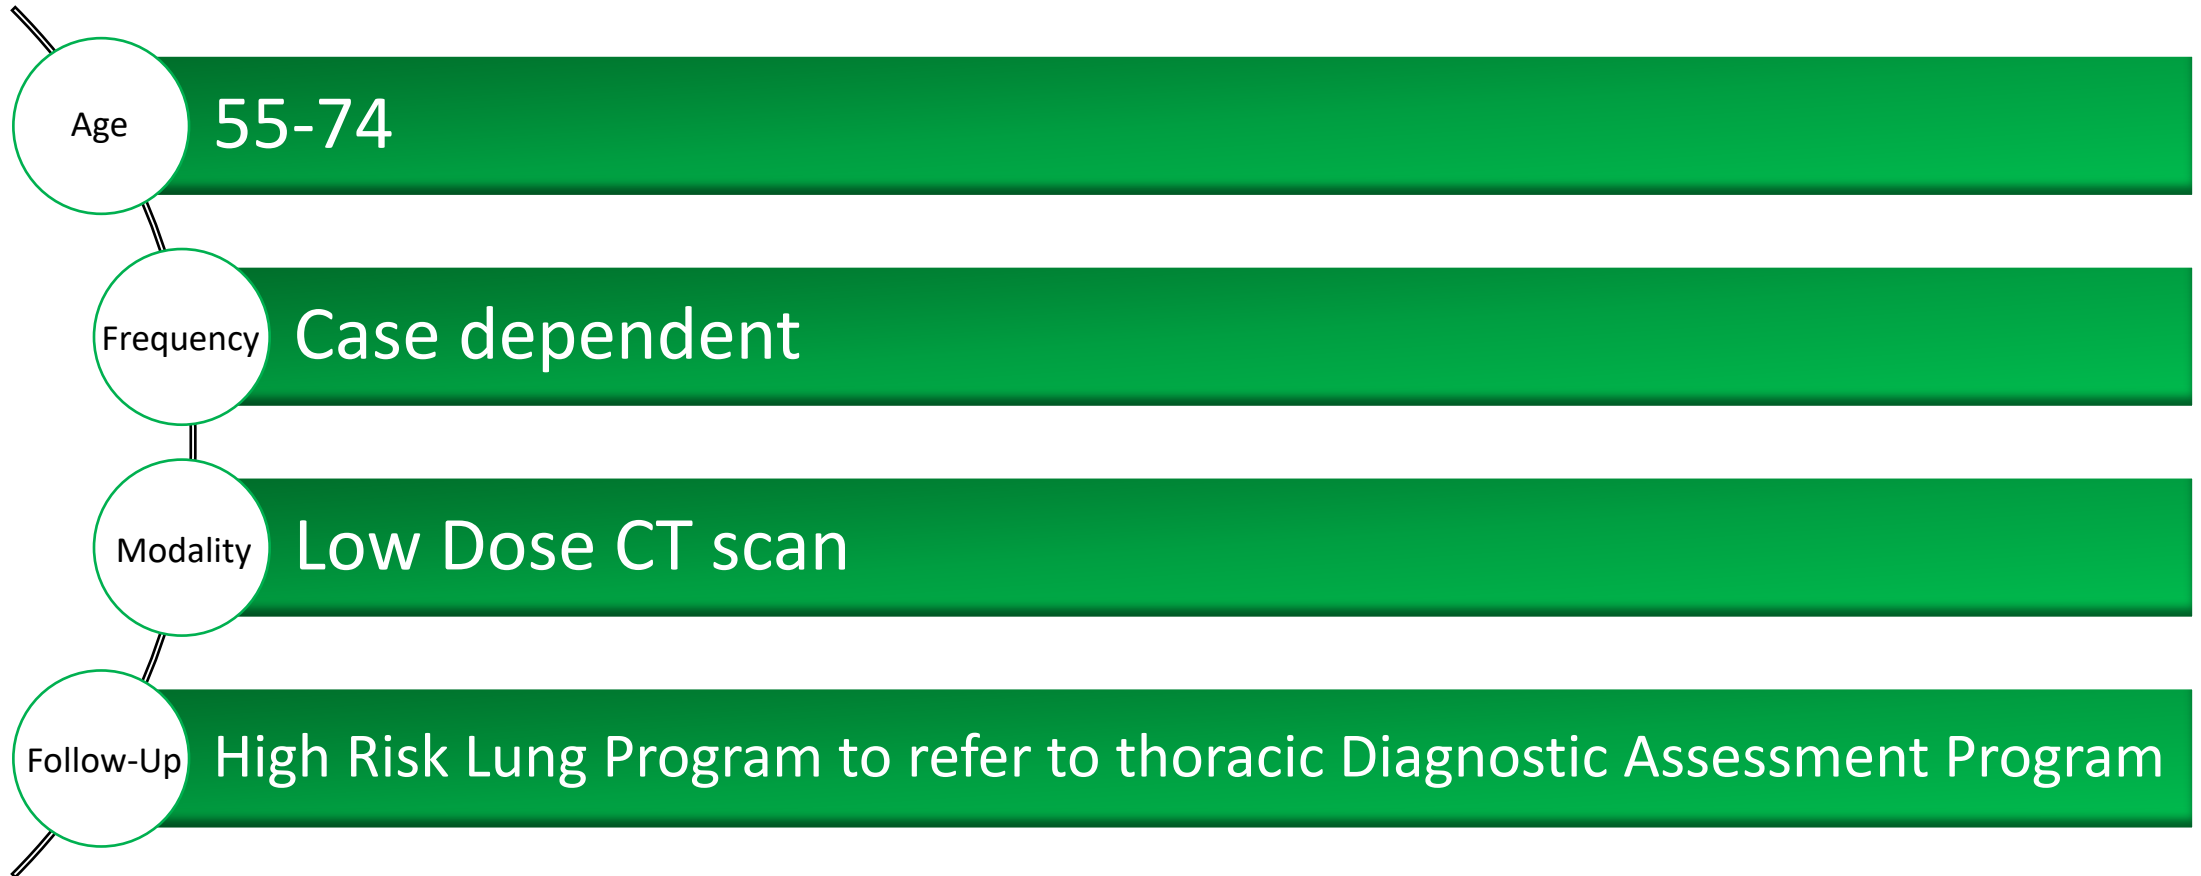 Age
55-74
Frequency
Case dependent
Modality
Low Dose CT scan
Follow-Up
High Risk Lung Program to refer to thoracic Diagnostic Assessment Program